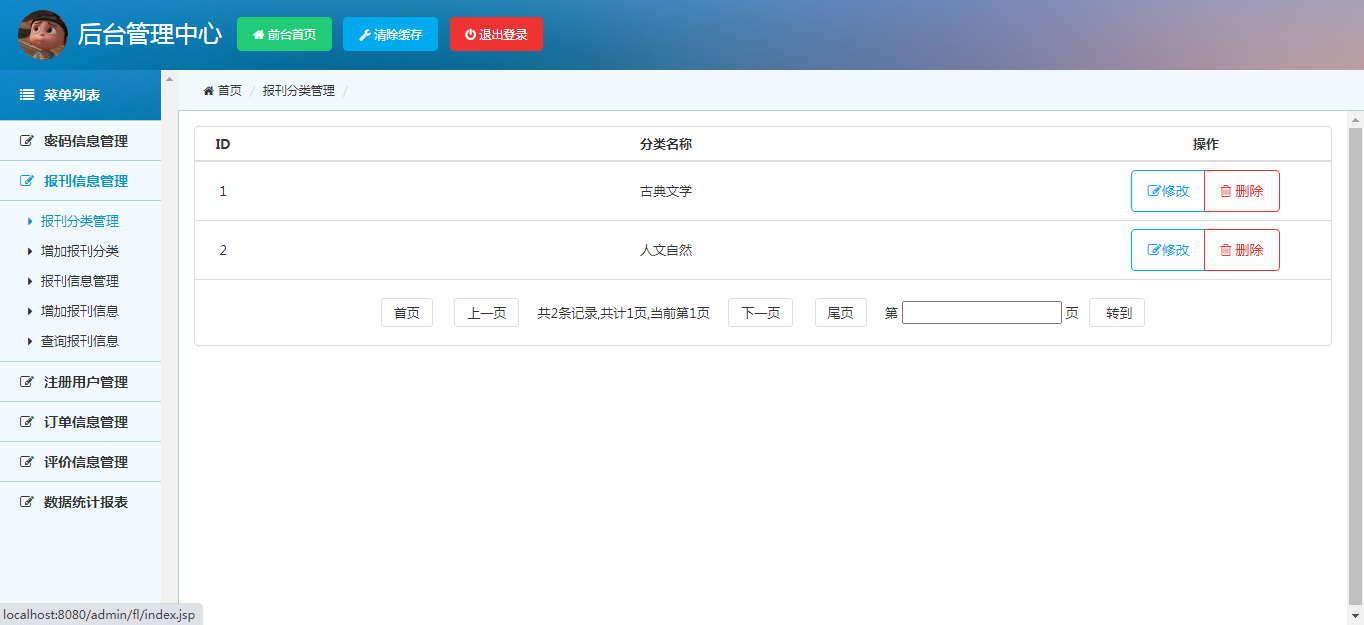 后台管理中心 前台首页 清除缓存 退出登录
菜单列表
首页 / 报刊分类管理 /
密码信息管理
报刊信息管理
报刊分类管理
增加报刊分类
报刊信息管理
增加报刊信息
查询报刊信息
注册用户管理
订单信息管理
评价信息管理
数据统计报表
ID 分类名称 操作
1 古典文学 修改 删除
2 人文自然 修改 删除
首页 上一页 共2条记录,共计1页,当前第1页 下一页 尾页 第 页 转到
localhost:8080/admin/fl/index.jsp